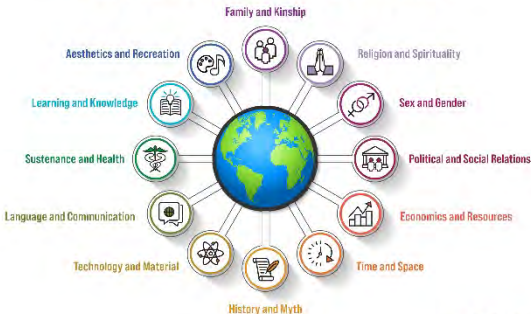 Family and Kinship
Aesthetics and Recreation
Religion and Spirituality
Learning and Knowledge
Sex and Gender
Sustenance and Health
Political and Social Relations
Language and Communication
Economics and Resources
Technology and Material
Time and Space
History and Myth